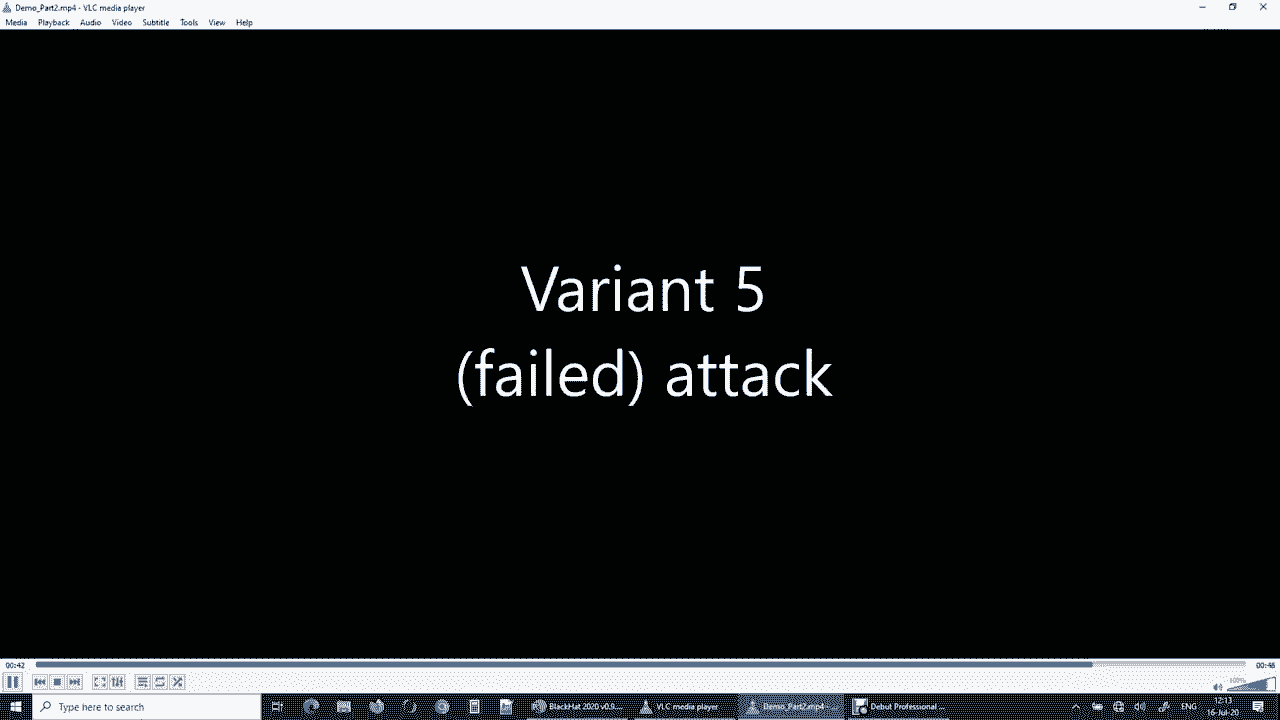 Demo_Part2.mp4 - VLC media player
Media Playback Audio Video Subtitle Tools View Help
Variant 5
(failed) attack
00:42
00:48
100%
Type here to search
BlackHat 2020 v0.9...
VLC media player
Demo_Part2.mp4 -...
Debut Professional ...
ENG
12:13
16-Jul-20